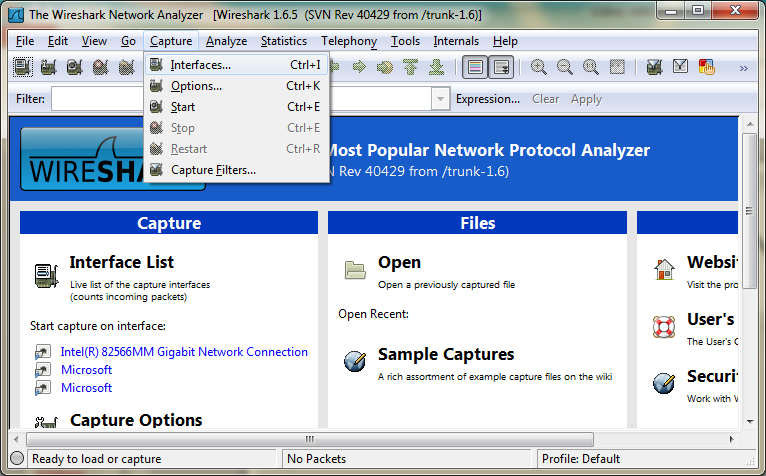 The Wireshark Network Analyzer [Wireshark 1.6.5 (SVN Rev 40429 from /trunk-1.6)]
File Edit View Go Capture Analyze Statistics Telephony Tools Internals Help
Interfaces... Ctrl+I
Options... Ctrl+K
Start Ctrl+E
Stop Ctrl+E
Restart Ctrl+R
Capture Filters...
Filter: Expression... Clear Apply
WIRESHA
Most Popular Network Protocol Analyzer
N Rev 40429 from /trunk-1.6)
Capture
Interface List
Live list of the capture interfaces
(counts incoming packets)
Start capture on interface:
Intel(R) 82566MM Gigabit Network Connection
Microsoft
Microsoft
Capture Options
Files
Open
Open a previously captured file
Open Recent:
Sample Captures
A rich assortment of example capture files on the wiki
Websi
Visit the pro
User's
The User's G
Securi
Work with W
Ready to load or capture No Packets Profile: Default